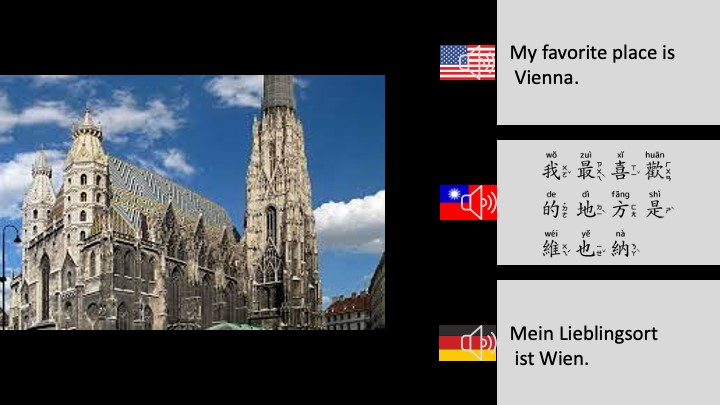 My favorite place is
Vienna.
wǒ zuì xǐ huān
我最喜歡
de dì fāng shì
的地方是
wéi yě nà
維也納
Mein Lieblingsort
ist Wien.